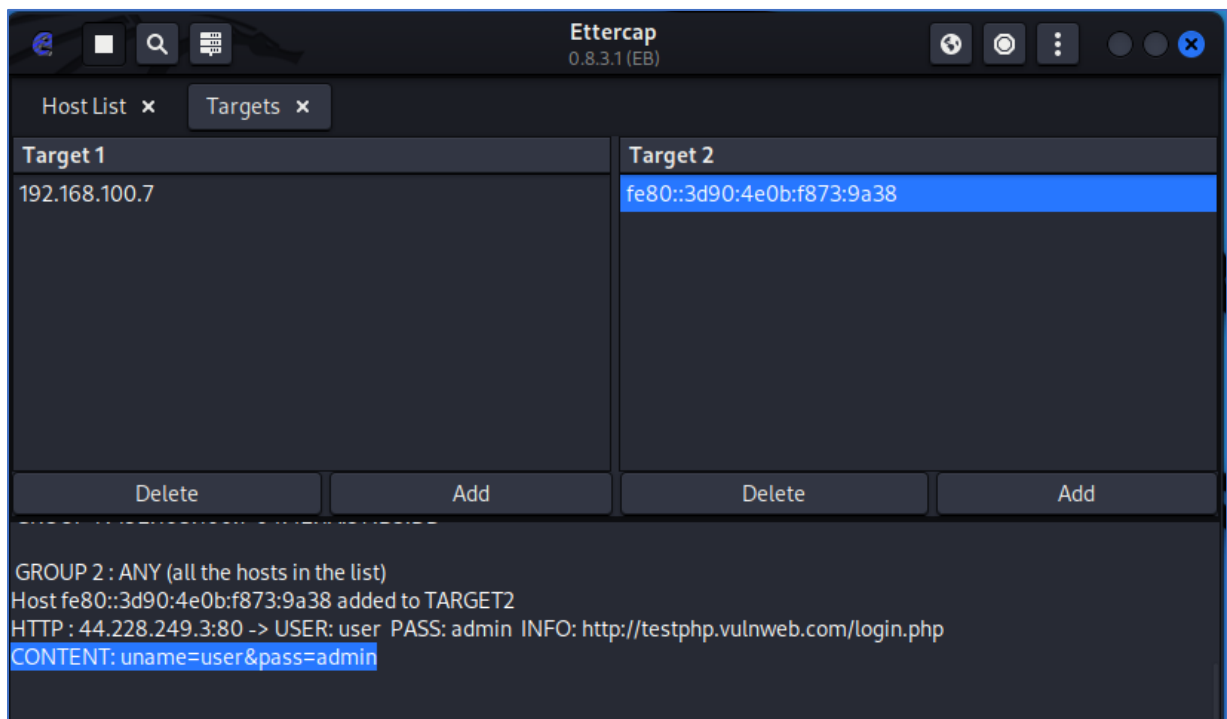 Ettercap
0.8.3.1 (EB)
Host List
Targets
Target 1
Target 2
192.168.100.7
fe80::3d90:4e0b:f873:9a38
Delete
Add
Delete
Add
GROUP 2 : ANY (all the hosts in the list)
Host fe80::3d90:4e0b:f873:9a38 added to TARGET2
HTTP : 44.228.249.3:80 -> USER: user PASS: admin INFO: http://testphp.vulnweb.com/login.php
CONTENT: uname=user&pass=admin